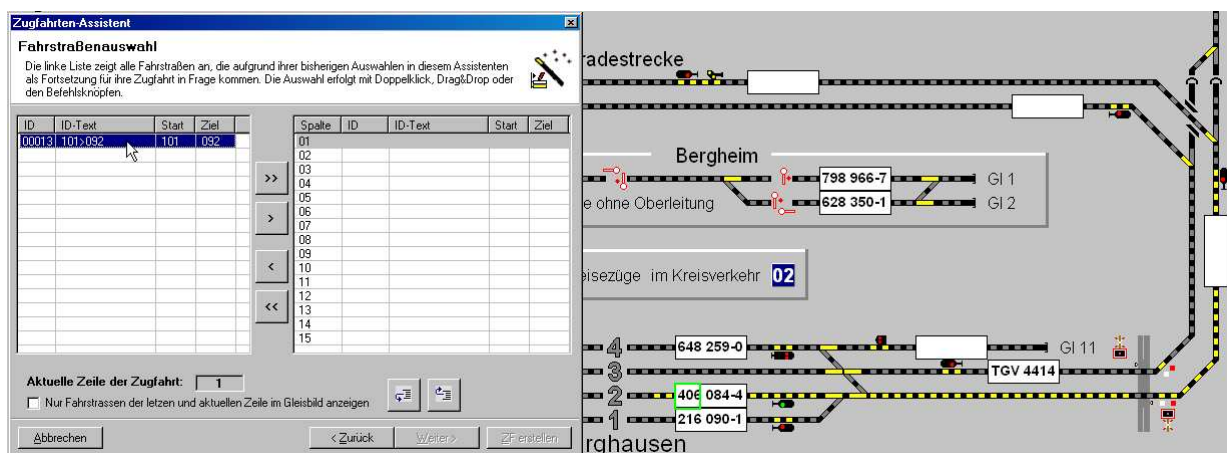 Zugfahrten-Assistent
Fahrstraßenauswahl
Die linke Liste zeigt alle Fahrstraßen an, die aufgrund ihrer bisherigen Auswahlen in diesem Assistenten
als Fortsetzung für ihre Zugfahrt in Frage kommen. Die Auswahl erfolgt mit Doppelklick, Drag&Drop oder
den Befehlsknöpfen.
ID ID-Text Start Ziel
00013 101>092 101 092
>>
>
<
<<
Spalte ID ID-Text Start Ziel
01
02
03
04
05
06
07
08
09
10
11
12
13
14
15
Aktuelle Zeile der Zugfahrt: 1
Nur Fahrstrassen der letzen und aktuellen Zeile im Gleisbild anzeigen
Abbrechen
<Zurück
Weiter>
ZF erstellen
radestrecke
Bergheim
798 966-7 Gl 1
e ohne Oberleitung 628 350-1 Gl 2
eisezüge im Kreisverkehr 02
4 648 259-0 Gl 11
3 TGV 4414
2 406 084-4
1 216 090-1
rghausen